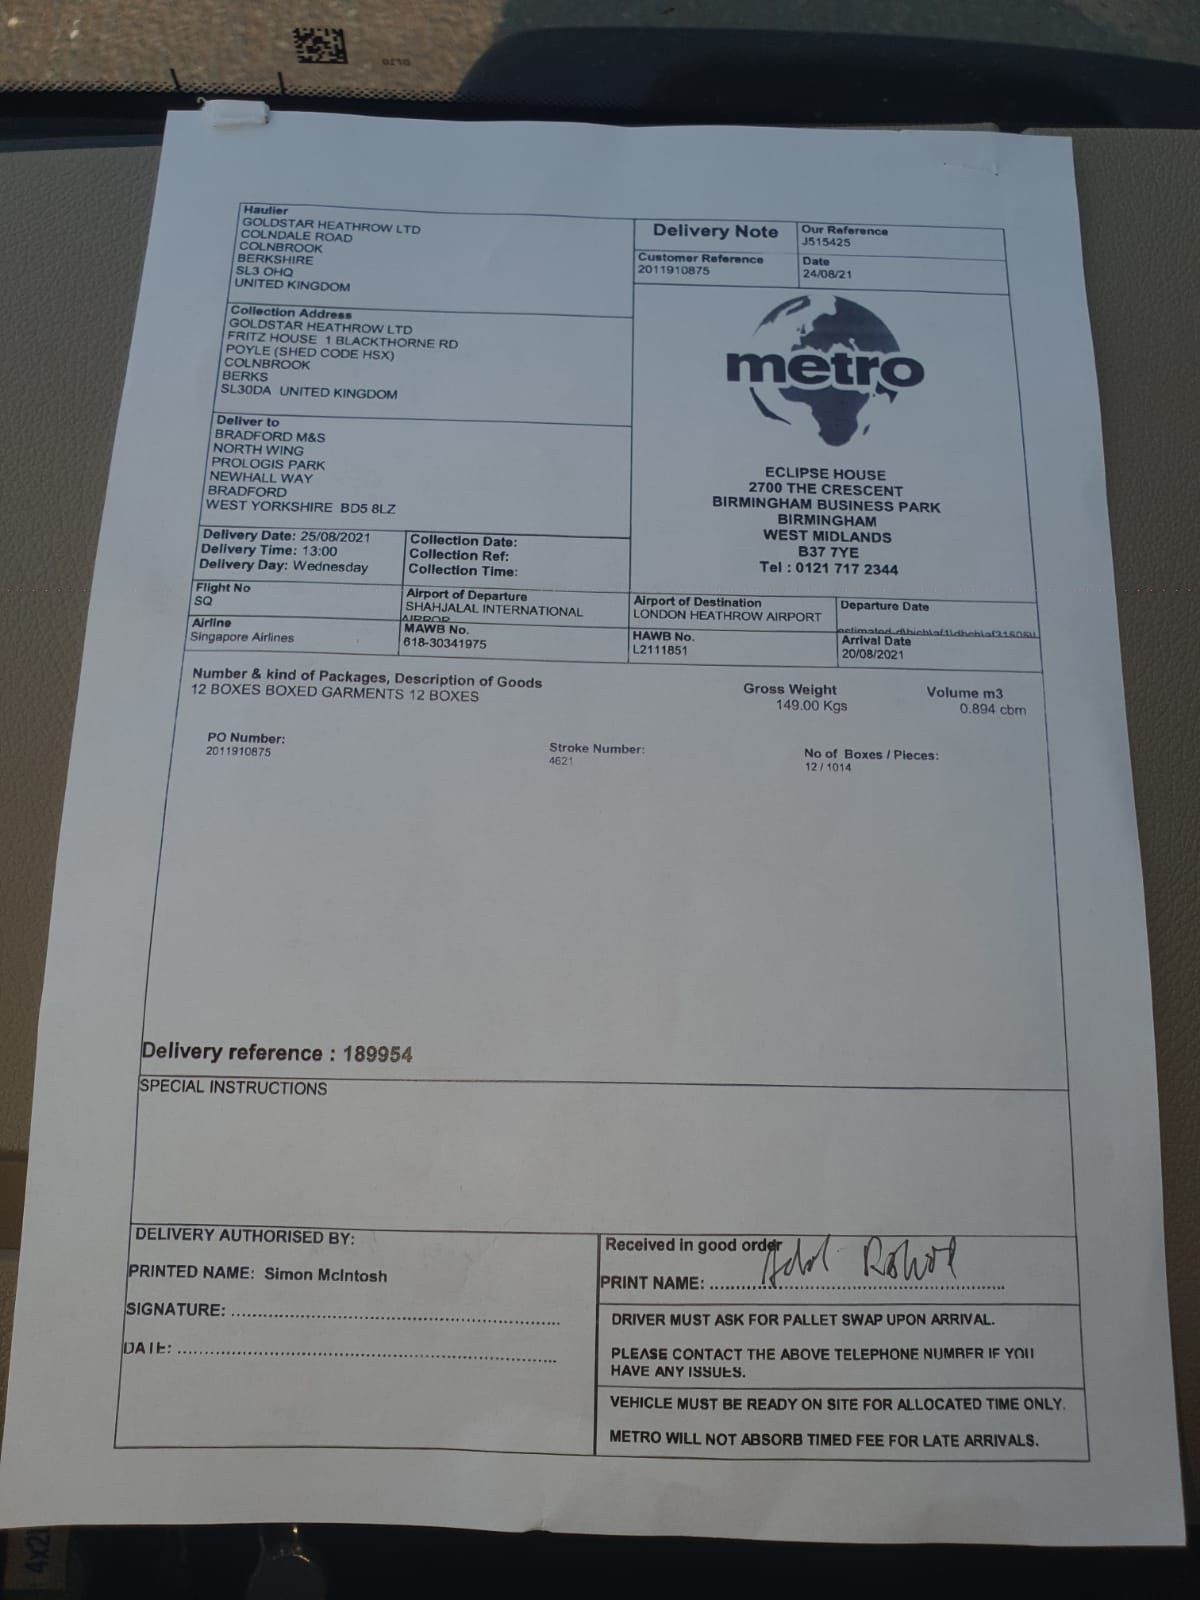 0170
Haulier
GOLDSTAR HEATHROW LTD
COLNDALE ROAD
COLNBROOK
BERKSHIRE
SL3 OHQ
UNITED KINGDOM
Delivery Note
Our Reference
J515425
Customer Reference
2011910875
Date
24/08/21
Collection Address
GOLDSTAR HEATHROW LTD
FRITZ HOUSE 1 BLACKTHORNE RD
POYLE (SHED CODE HSX)
COLNBROOK
BERKS
SL30DA UNITED KINGDOM
Deliver to
BRADFORD M&S
NORTH WING
PROLOGIS PARK
NEWHALL WAY
BRADFORD
WEST YORKSHIRE BD5 8LZ
metro
ECLIPSE HOUSE
2700 THE CRESCENT
BIRMINGHAM BUSINESS PARK
BIRMINGHAM
WEST MIDLANDS
B37 7YE
Tel : 0121 717 2344
Delivery Date: 25/08/2021
Delivery Time: 13:00
Delivery Day: Wednesday
Collection Date:
Collection Ref:
Collection Time:
Flight No
SQ
Airport of Departure
SHAHJALAL INTERNATIONAL
Airport of Destination
LONDON HEATHROW AIRPORT
Departure Date
Airline
Singapore Airlines
MAWB No.
618-30341975
HAWB No.
L2111851
Arrival Date
20/08/2021
Number & kind of Packages, Description of Goods
12 BOXES BOXED GARMENTS 12 BOXES
Gross Weight
149.00 Kgs
Volume m3
0.894 cbm
PO Number:
2011910875
Stroke Number:
4621
No of Boxes / Pieces:
12 / 1014
Delivery reference : 189954
SPECIAL INSTRUCTIONS
DELIVERY AUTHORISED BY:
PRINTED NAME: Simon McIntosh
SIGNATURE:
DATE:
Received in good order
PRINT NAME:
DRIVER MUST ASK FOR PALLET SWAP UPON ARRIVAL.
PLEASE CONTACT THE ABOVE TELEPHONE NUMBER IF YOU
HAVE ANY ISSUES.
VEHICLE MUST BE READY ON SITE FOR ALLOCATED TIME ONLY.
METRO WILL NOT ABSORB TIMED FEE FOR LATE ARRIVALS.